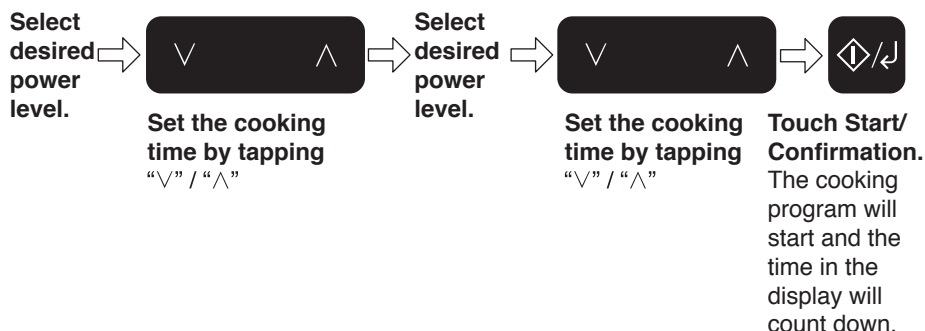 Select
desired
power
level.
∨ ∧
Set the cooking
time by tapping
“∨” / “∧”
Select
desired
power
level.
∨ ∧
Set the cooking
time by tapping
“∨” / “∧”
Touch Start/
Confirmation.
The cooking
program will
start and the
time in the
display will
count down.